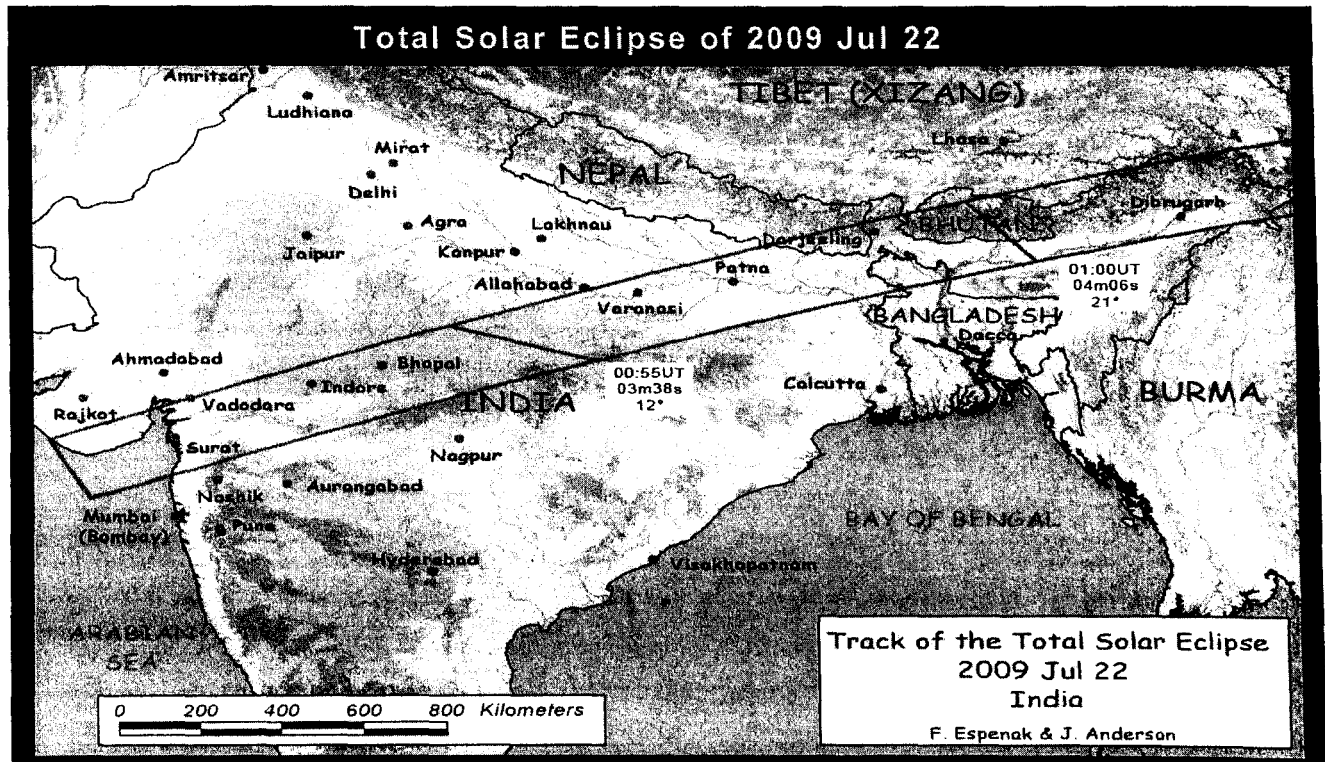 Total Solar Eclipse of 2009 Jul 22
Amritsar
TIBET (XIZANG)
Ludhiana
Lhasa
Mirat
NEPAL
Delhi
Dibrugarh
Agra
Lakhnau
BHUTAN
Jaipur
Kanpur
Darjeeling
Patna
01:00UT
04m06s
21°
Allahabad
Varanasi
BANGLADESH
Dacca
Ahmadabad
Bhopal
00:55UT
03m38s
12°
Indor
Calcutta
BURMA
Rajkot
Vadodara
INDIA
Surat
Nagpur
Nashik
Aurangabad
Mumbai
(Bombay)
Puna
BAY OF BENGAL
Hyderabad
Visakhapatnam
ARABIAN
SEA
Track of the Total Solar Eclipse
2009 Jul 22
India
F. Espenak & J. Anderson
0 200 400 600 800 Kilometers